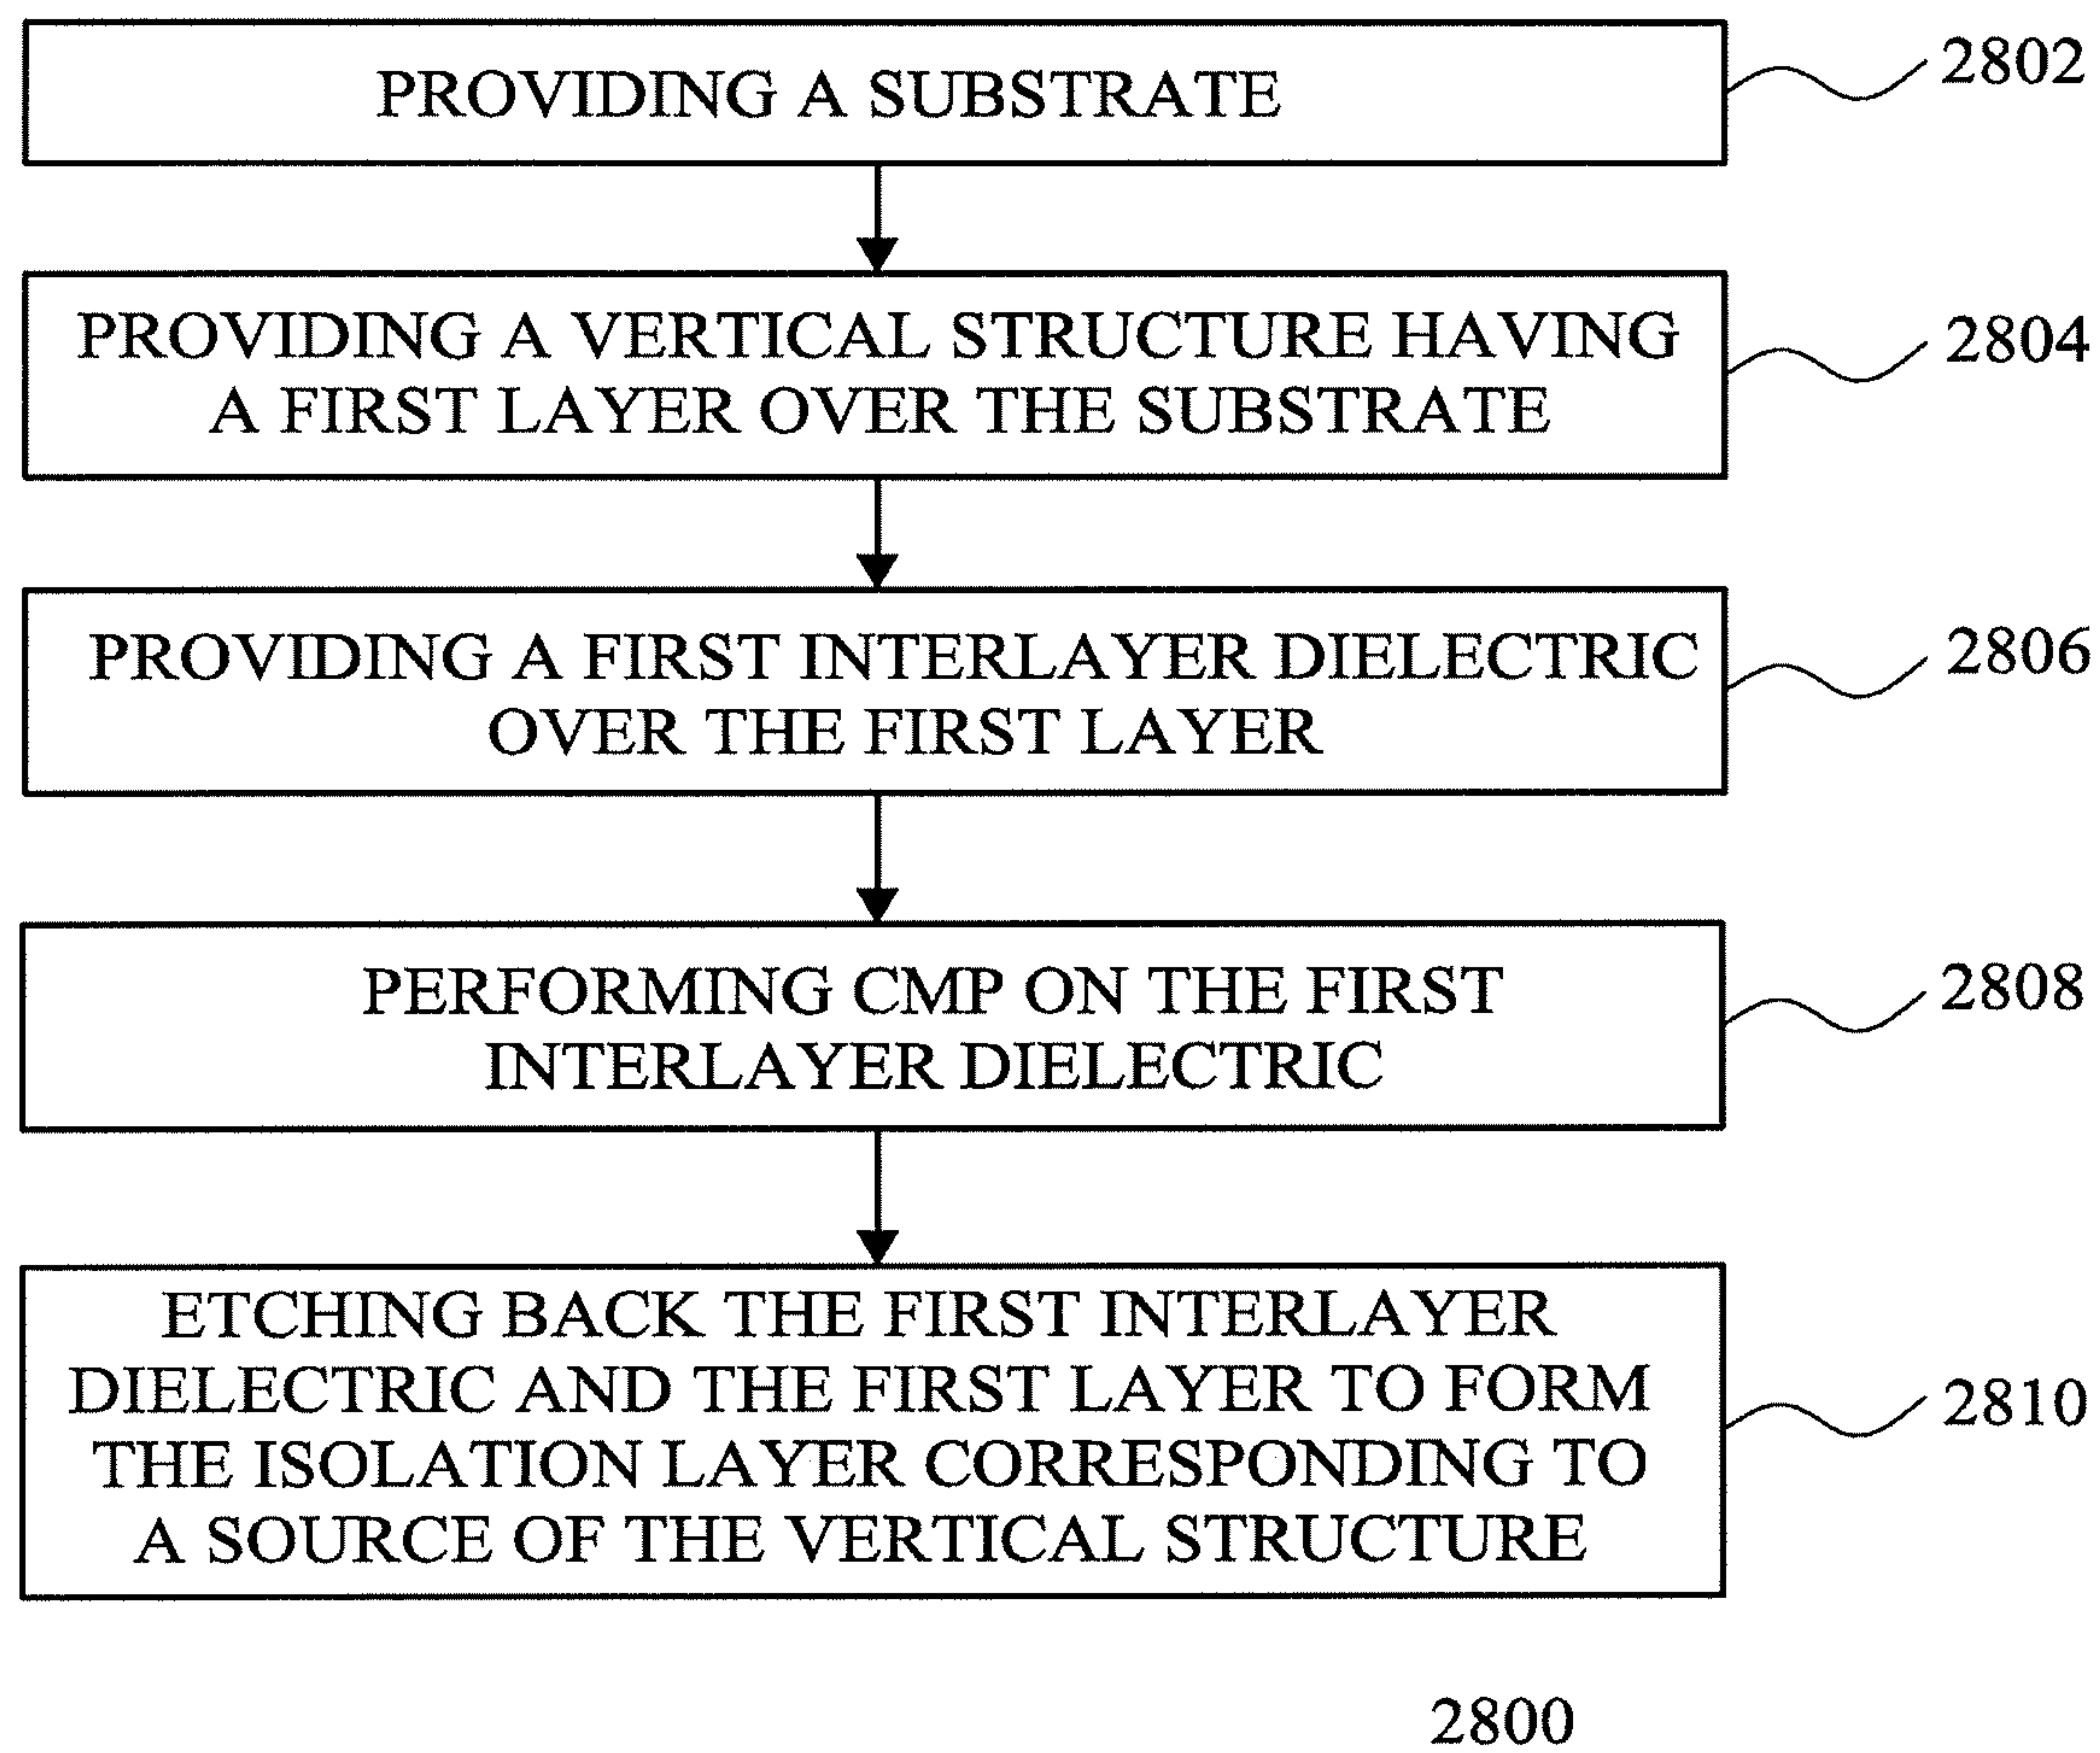 PROVIDING A SUBSTRATE
2802
PROVIDING A VERTICAL STRUCTURE HAVING
A FIRST LAYER OVER THE SUBSTRATE
2804
PROVIDING A FIRST INTERLAYER DIELECTRIC
OVER THE FIRST LAYER
2806
PERFORMING CMP ON THE FIRST
INTERLAYER DIELECTRIC
2808
ETCHING BACK THE FIRST INTERLAYER
DIELECTRIC AND THE FIRST LAYER TO FORM
THE ISOLATION LAYER CORRESPONDING TO
A SOURCE OF THE VERTICAL STRUCTURE
2810
2800